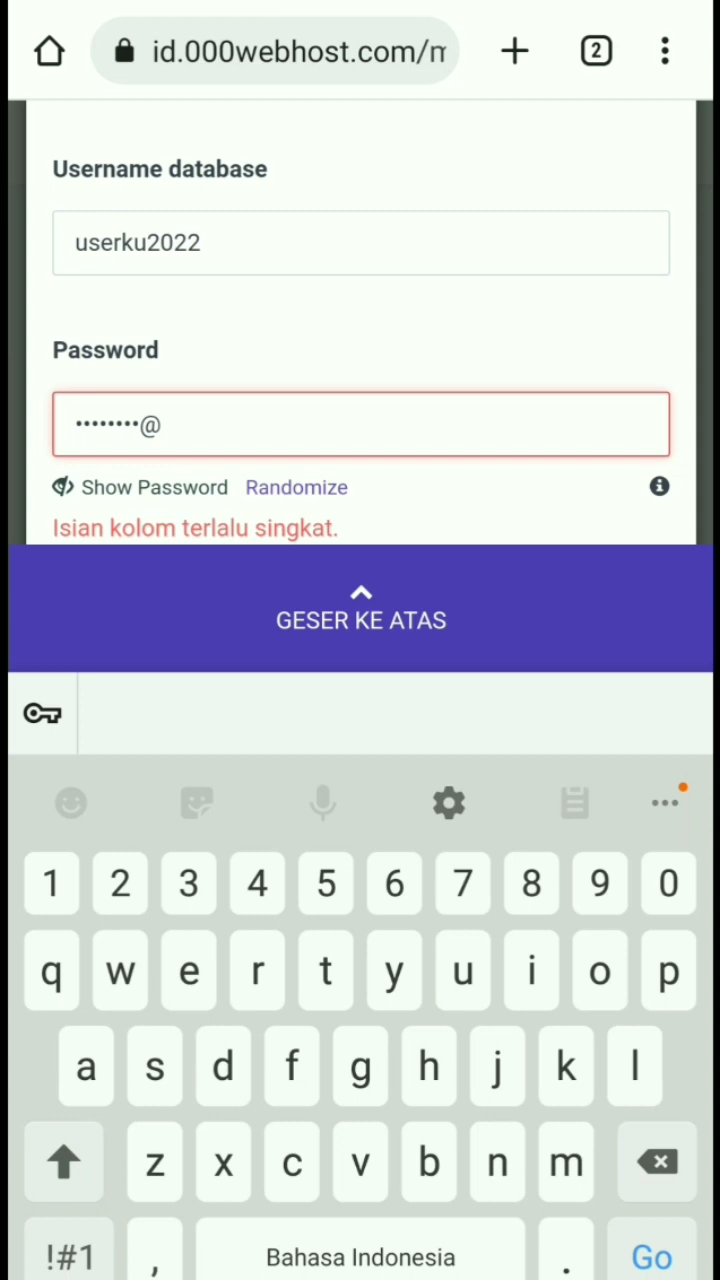 id.000webhost.com/m
2
Username database
userku2022
Password
••••••••@
Show Password Randomize
Isian kolom terlalu singkat.
GESER KE ATAS
1 2 3 4 5 6 7 8 9 0
q w e r t y u i o p
a s d f g h j k l
z x c v b n m
!#1 , Bahasa Indonesia . Go